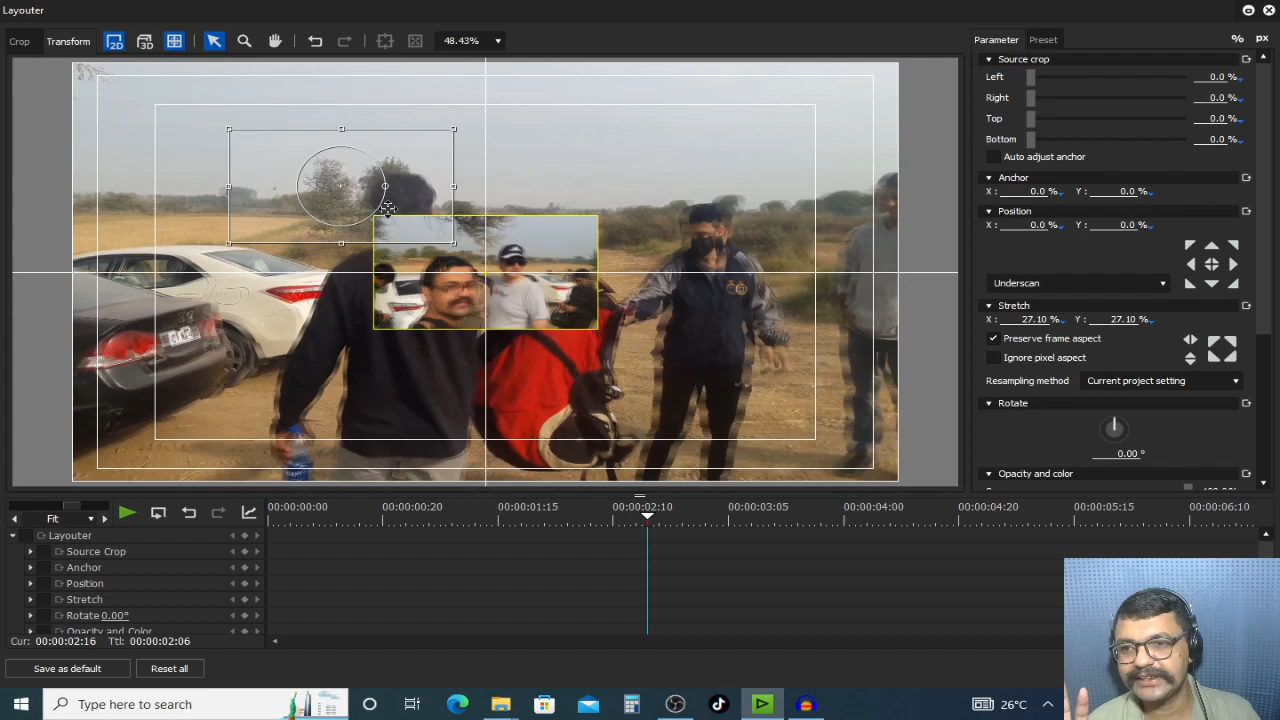 Layouter
Crop
Transform
2D
3D
48.43%
Parameter
Preset
%
px
Source crop
Left
0.0 %
Right
0.0 %
Top
0.0 %
Bottom
0.0 %
Auto adjust anchor
Anchor
X : 0.0 % Y : 0.0 %
Position
X : 0.0 % Y : 0.0 %
Underscan
Stretch
X : 27.10 % Y : 27.10 %
Preserve frame aspect
Ignore pixel aspect
Resampling method Current project setting
Rotate
0.00 °
Opacity and color
Fit
00:00:00:00 00:00:00:20 00:00:01:15 00:00:02:10 00:00:03:05 00:00:04:00 00:00:04:20 00:00:05:15 00:00:06:10
Layouter
Source Crop
Anchor
Position
Stretch
Rotate 0.00°
Opacity and Color
Cur: 00:00:02:16 Ttl: 00:00:02:06
Save as default
Reset all
Type here to search
26°C